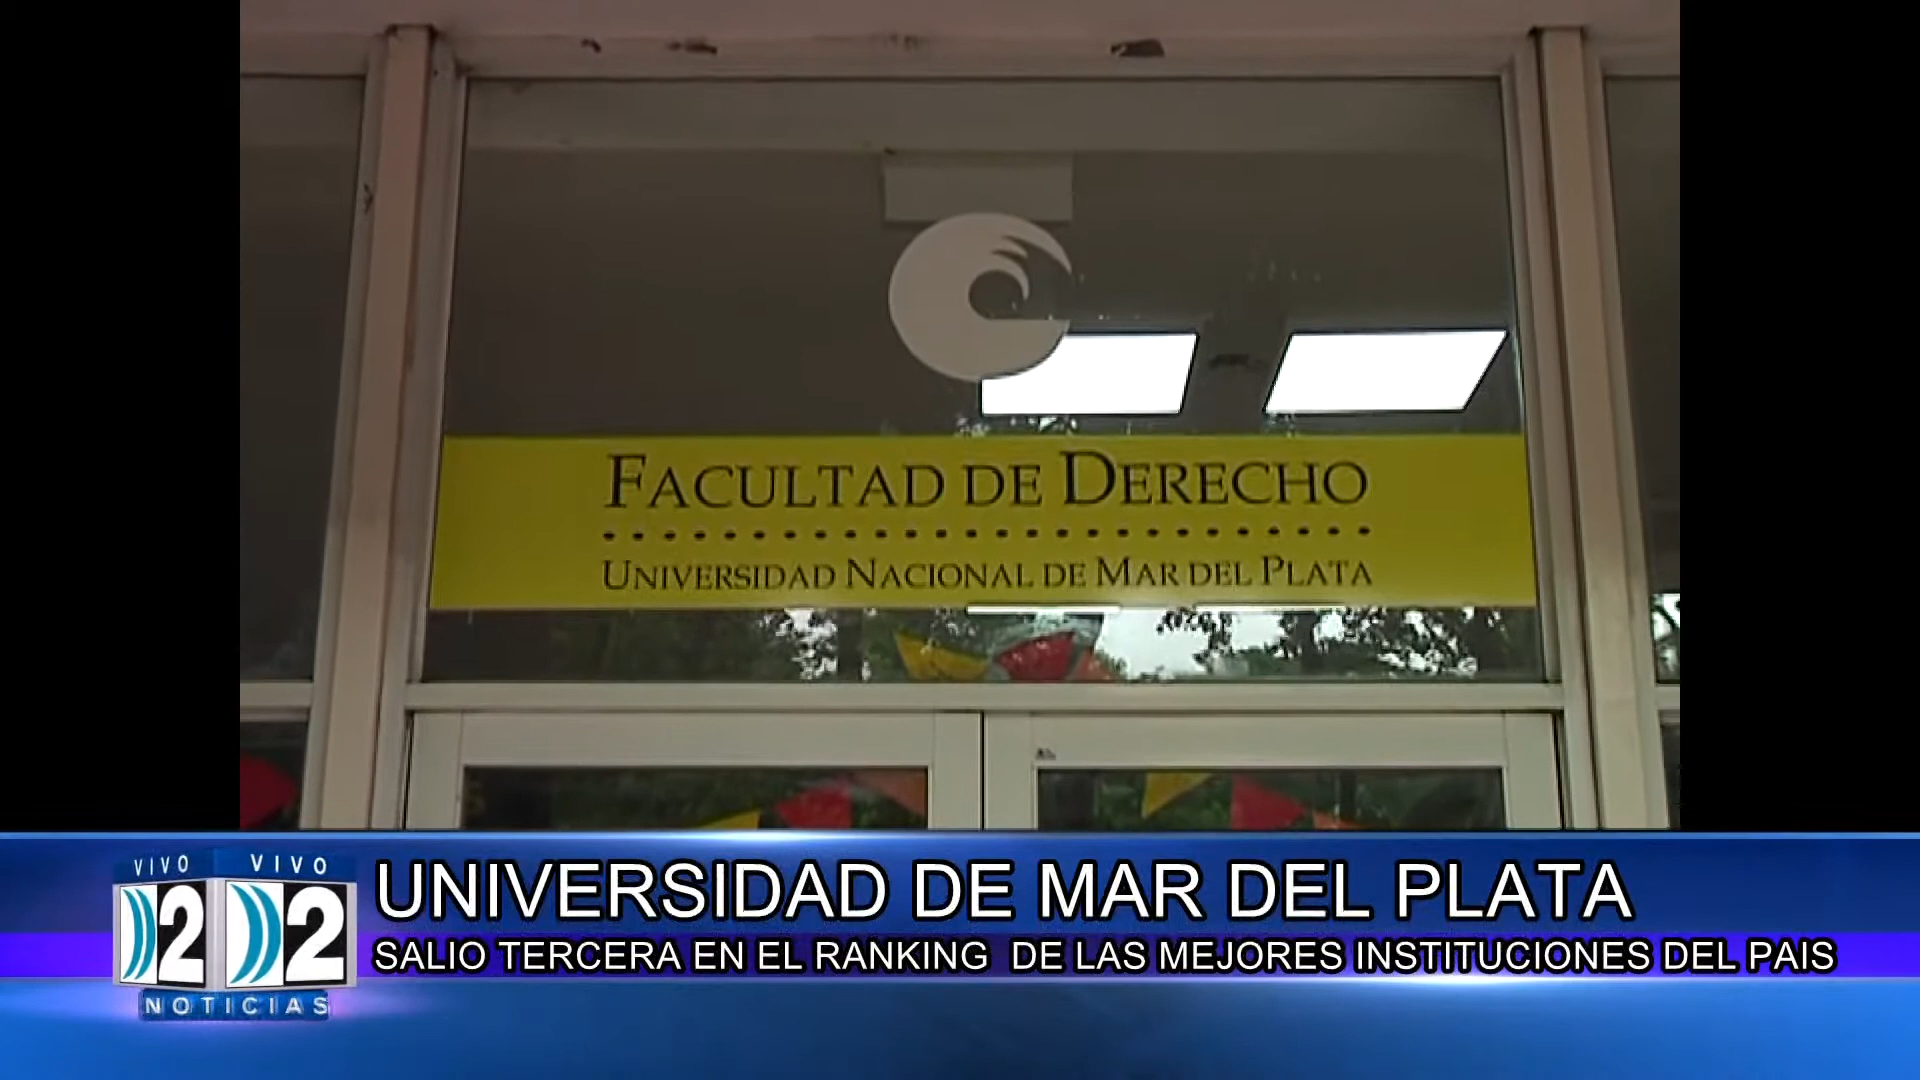 FACULTAD DE DERECHO
UNIVERSIDAD NACIONAL DE MAR DEL PLATA
VIVO VIVO
2 2
NOTICIAS
UNIVERSIDAD DE MAR DEL PLATA
SALIO TERCERA EN EL RANKING DE LAS MEJORES INSTITUCIONES DEL PAIS